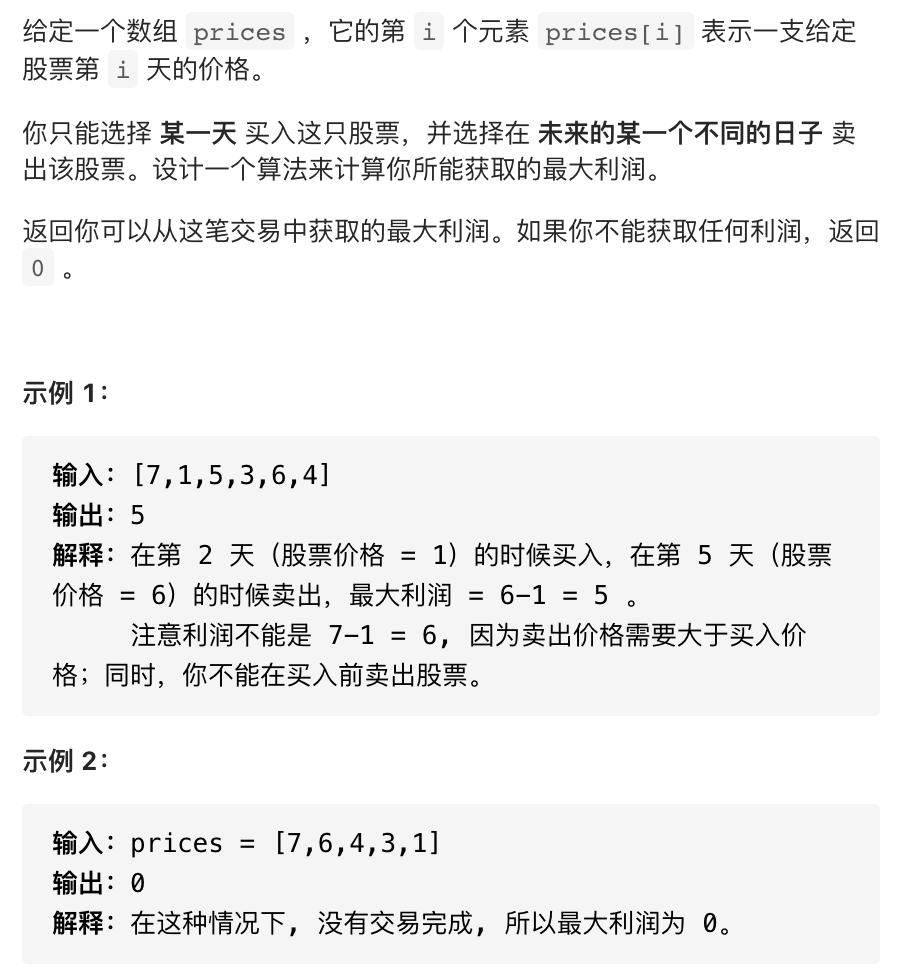 给定一个数组 prices ，它的第 i 个元素 prices[i] 表示一支给定
股票第 i 天的价格。
你只能选择 某一天 买入这只股票，并选择在 未来的某一个不同的日子 卖
出该股票。设计一个算法来计算你所能获取的最大利润。
返回你可以从这笔交易中获取的最大利润。如果你不能获取任何利润，返回
0 。
示例 1：
输入：[7,1,5,3,6,4]
输出：5
解释：在第 2 天（股票价格 = 1）的时候买入，在第 5 天（股票
价格 = 6）的时候卖出，最大利润 = 6-1 = 5 。
注意利润不能是 7-1 = 6, 因为卖出价格需要大于买入价
格；同时，你不能在买入前卖出股票。
示例 2：
输入：prices = [7,6,4,3,1]
输出：0
解释：在这种情况下, 没有交易完成, 所以最大利润为 0。